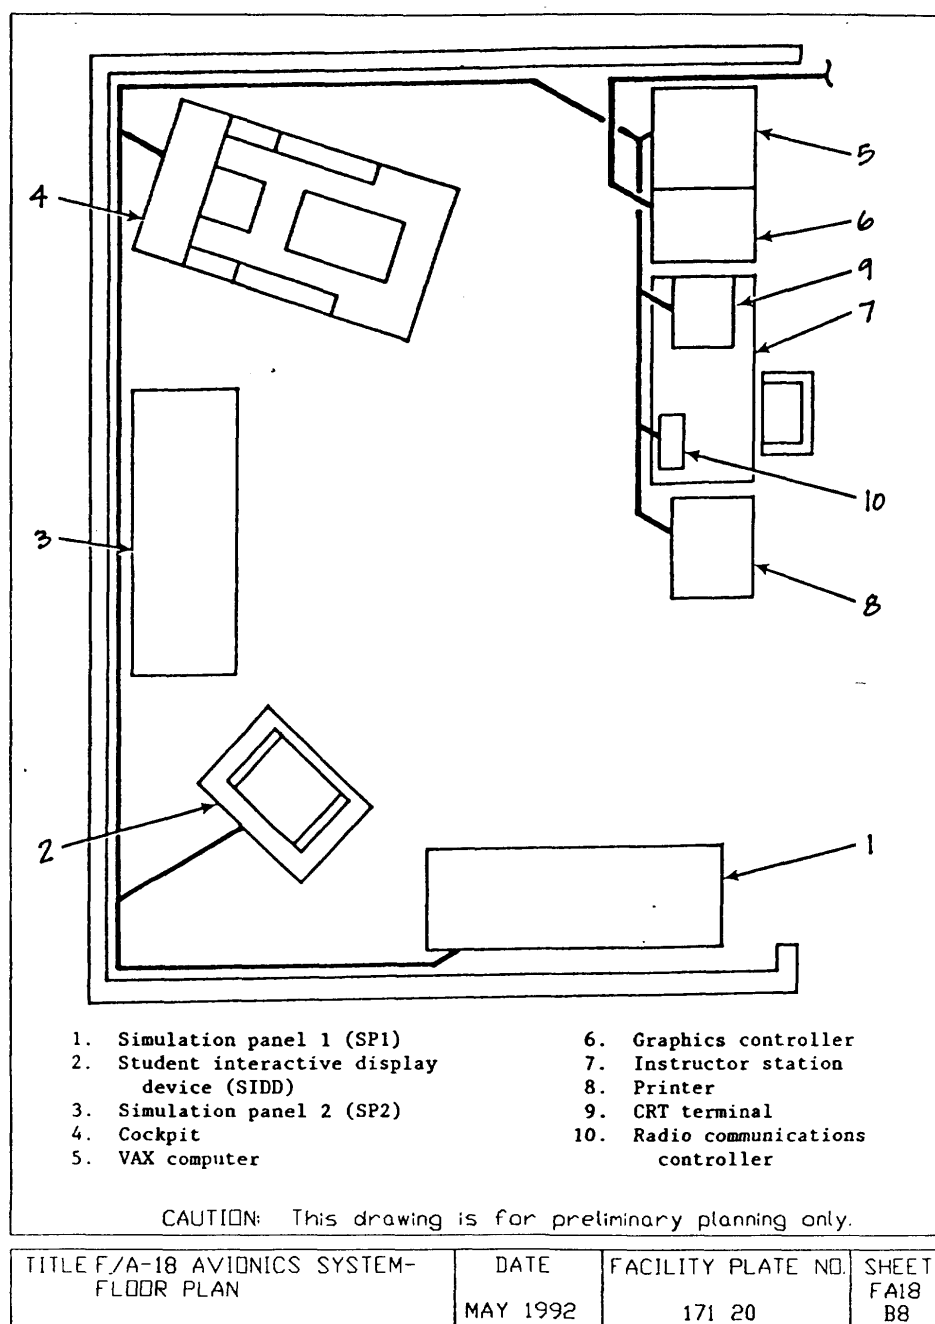 5
4
6
9
7
10
3
8
2
1
1. Simulation panel 1 (SP1)
2. Student interactive display
device (SIDD)
3. Simulation panel 2 (SP2)
4. Cockpit
5. VAX computer
6. Graphics controller
7. Instructor station
8. Printer
9. CRT terminal
10. Radio communications
controller
CAUTION: This drawing is for preliminary planning only.
TITLE F/A-18 AVIONICS SYSTEM-
FLOOR PLAN
DATE
MAY 1992
FACILITY PLATE NO.
171 20
SHEET
FA18
B8